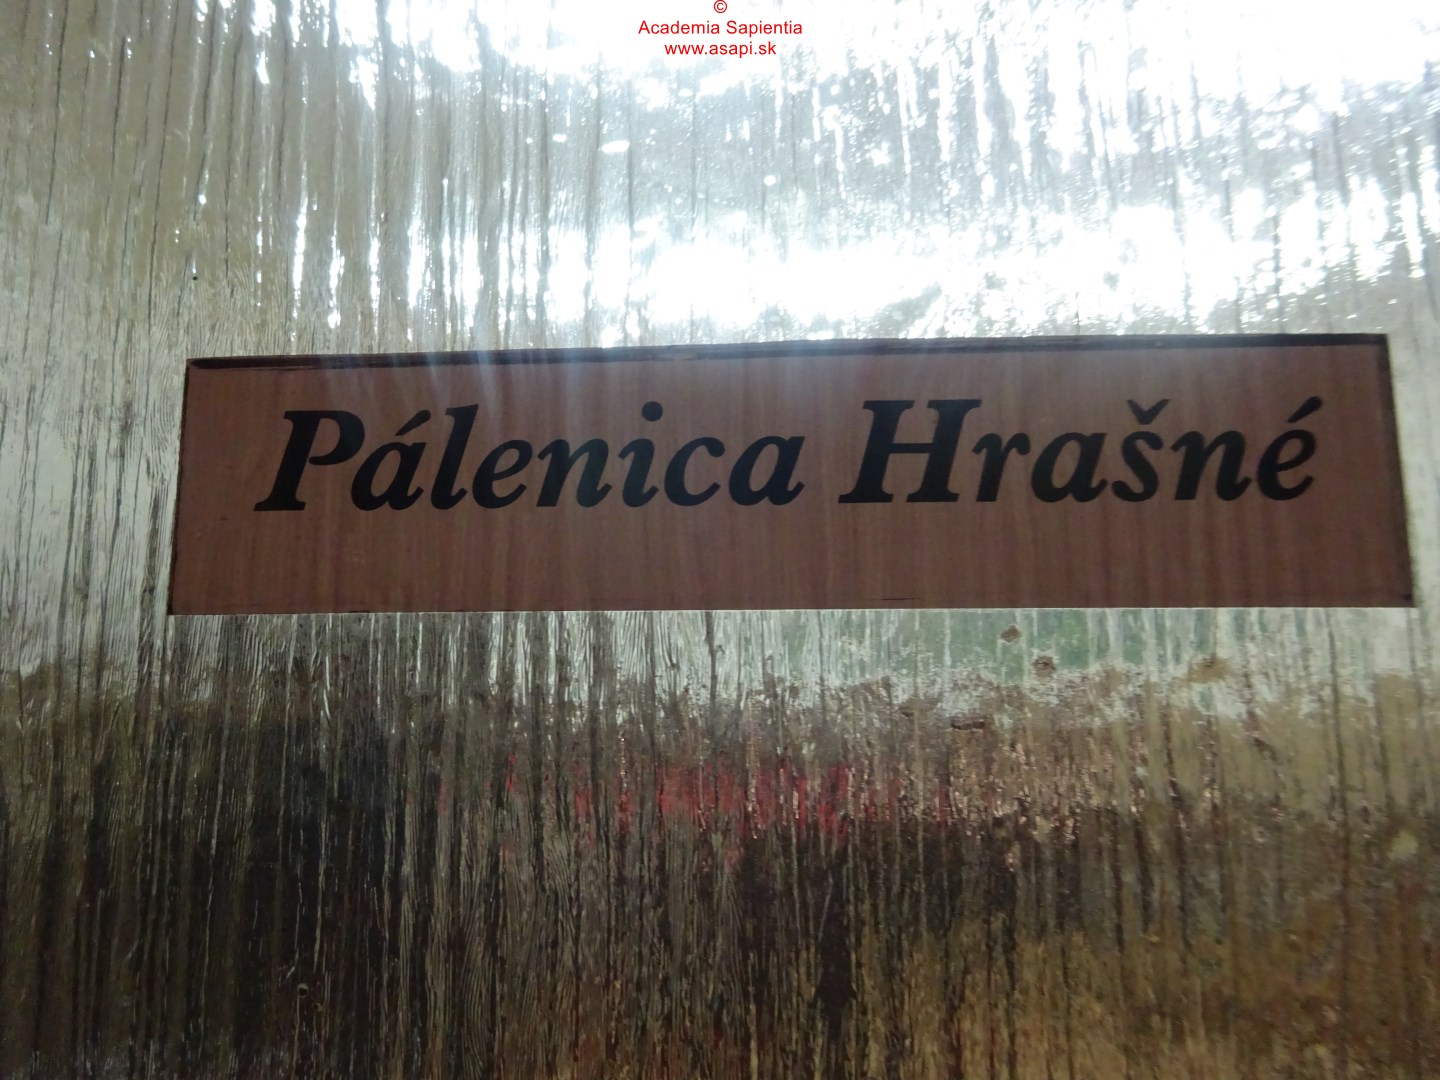 ©
Academia Sapientia
www.asapi.sk
Pálenica Hrašné